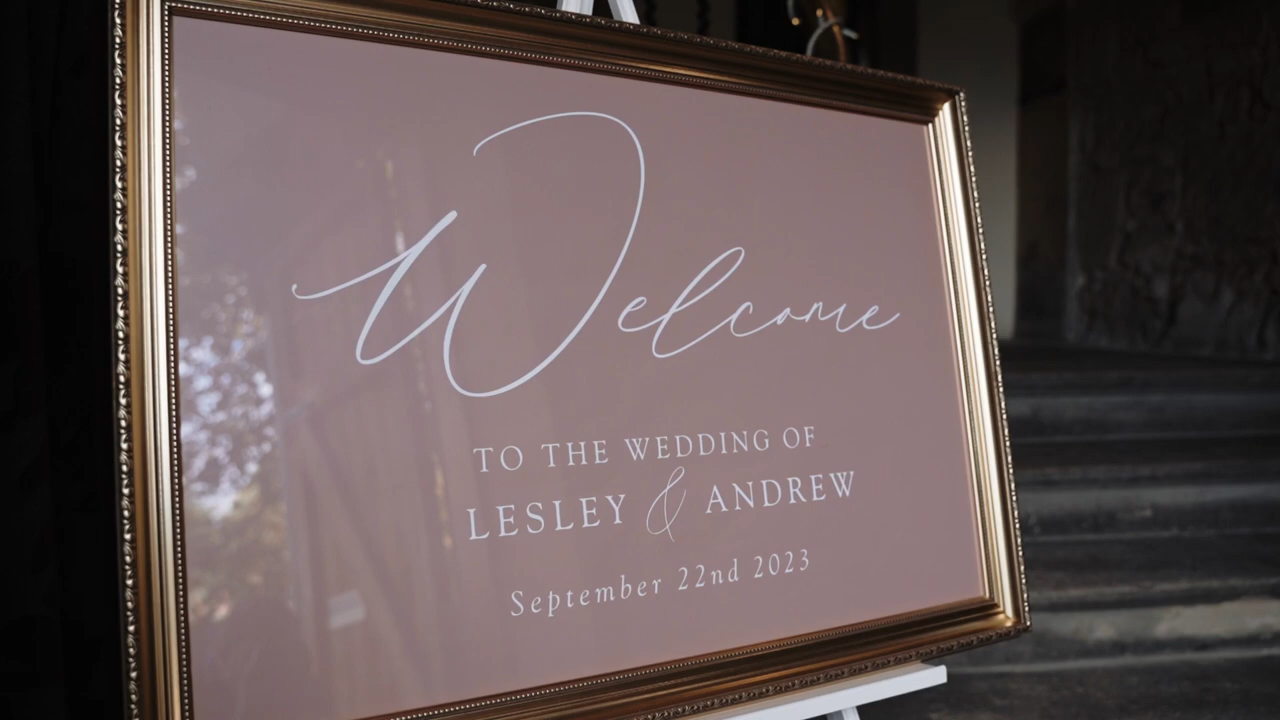 Welcome
TO THE WEDDING OF
LESLEY & ANDREW
September 22nd 2023